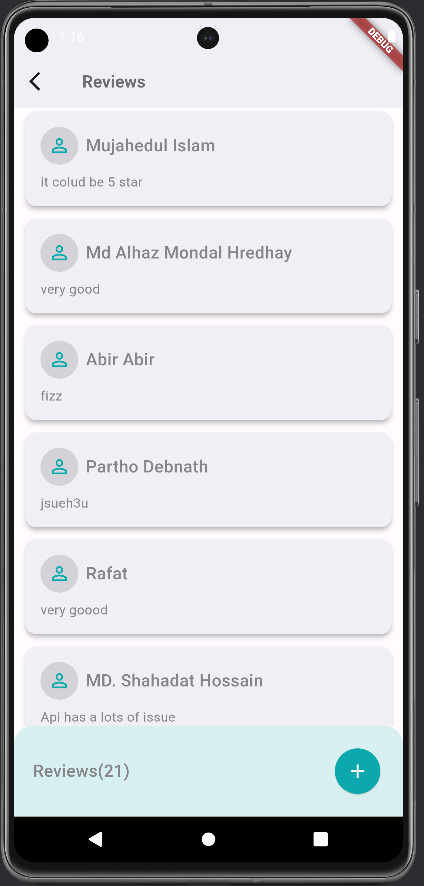 1:16
DEBUG
Reviews
Mujahedul Islam
it colud be 5 star
Md Alhaz Mondal Hredhay
very good
Abir Abir
fizz
Partho Debnath
jsueh3u
Rafat
very goood
MD. Shahadat Hossain
Api has a lots of issue
Reviews(21)